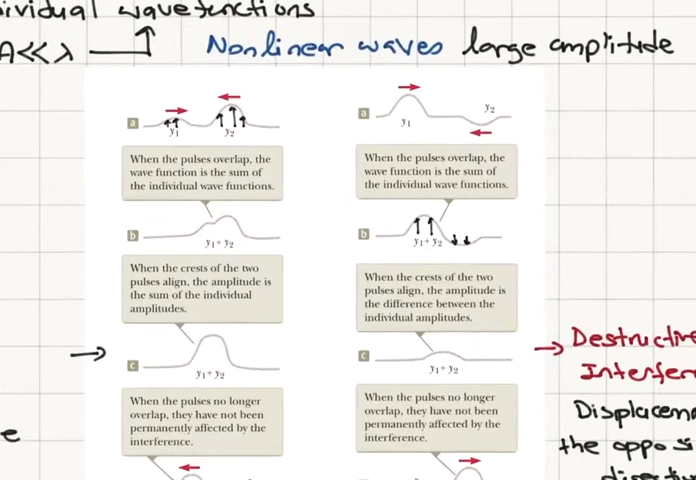 ividual wavefunctions
A<<λ
Nonlinear waves large amplitude
a
y1
y2
When the pulses overlap, the
wave function is the sum of
the individual wave functions.
b
y1+ y2
When the crests of the two
pulses align, the amplitude is
the sum of the individual
amplitudes.
c
y1+ y2
When the pulses no longer
overlap, they have not been
permanently affected by the
interference.
a
y1
y2
When the pulses overlap, the
wave function is the sum of
the individual wave functions.
b
y1+ y2
When the crests of the two
pulses align, the amplitude is
the difference between the
individual amplitudes.
c
y1+ y2
When the pulses no longer
overlap, they have not been
permanently affected by the
interference.
Destructive
Interfer
Displaceme
the opposi
e